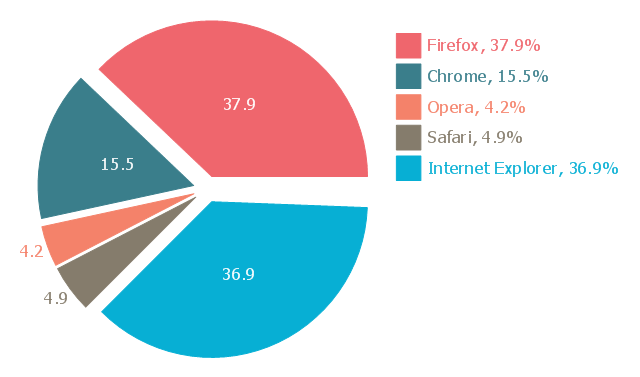 Firefox, 37.9%
Chrome, 15.5%
Opera, 4.2%
Safari, 4.9%
Internet Explorer, 36.9%
37.9
15.5
4.2
4.9
36.9